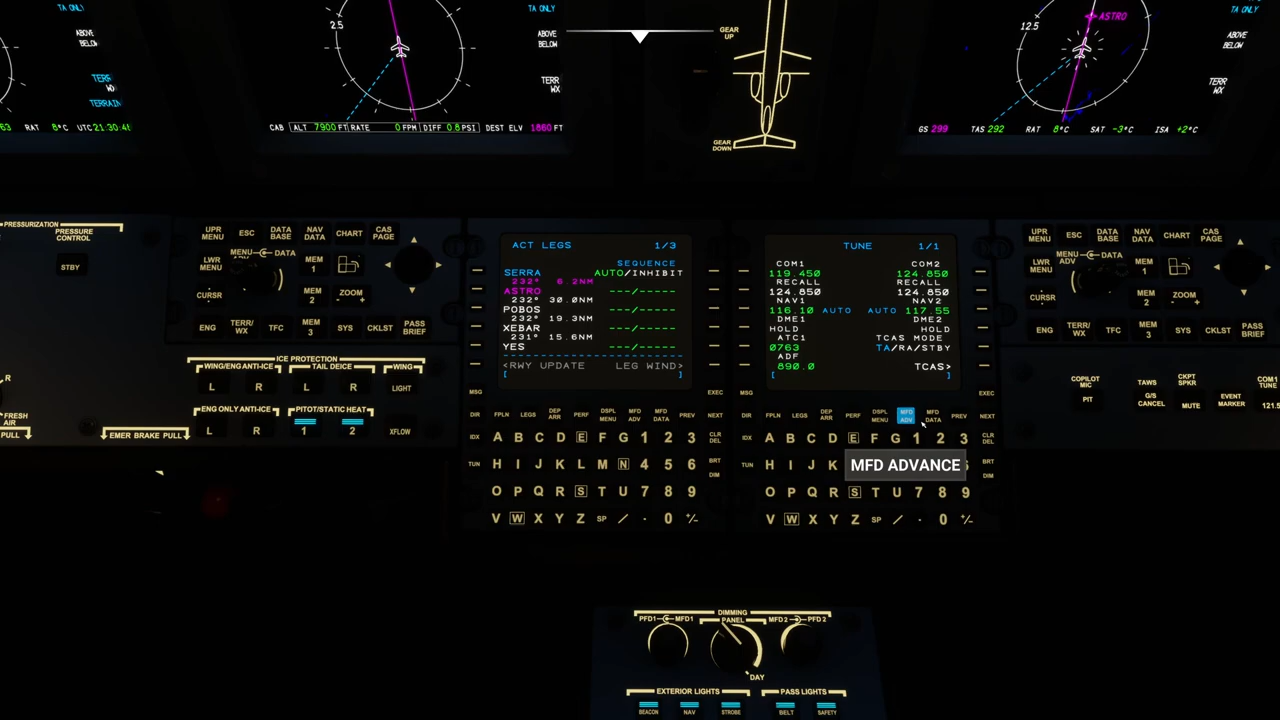 TA ONLY
ABOVE
BELOW
TERR
WX
TERRAIN
63 RAT 8°C UTC 21:30:45
2.5
TA ONLY
ABOVE
BELOW
TERR
WX
CAB ALT 7900 FT RATE 0 FPM DIFF 0.8 PSI DEST ELV 1860 FT
GEAR
UP
GEAR
DOWN
12.5
ASTRO
TA ONLY
ABOVE
BELOW
TERR
WX
GS 299 TAS 292 RAT 8°C SAT -3°C ISA +2°C
PRESSURIZATION
PRESSURE
CONTROL
STBY
R
FRESH
AIR
PULL
EMER BRAKE PULL
UPR
MENU
ESC
DATA
BASE
NAV
DATA
CHART
CAS
PAGE
LWR
MENU
MENU
ADV
DATA
MEM
1
CURSR
MEM
2
ZOOM
- +
ENG
TERR/
WX
TFC
MEM
3
SYS
CKLST
PASS
BRIEF
ICE PROTECTION
WING/ENG ANTI-ICE
TAIL DEICE
WING
L R L R LIGHT
ENG ONLY ANTI-ICE
PITOT/STATIC HEAT
L R 1 2 XFLOW
ACT LEGS 1/3
SEQUENCE
SERRA AUTO/INHIBIT
232° 6.2NM
ASTRO ---/-----
232° 30.0NM
POBOS ---/-----
232° 19.3NM
XEBAR ---/-----
231° 15.6NM
YES ---/-----
<RWY UPDATE LEG WIND>
[ ]
MSG EXEC
DIR FPLN LEGS DEP
ARR PERF DSPL
MENU MFD
ADV MFD
DATA PREV NEXT
IDX A B C D E F G 1 2 3 CLR
DEL
TUN H I J K L M N 4 5 6 BRT
DIM
O P Q R S T U 7 8 9
V W X Y Z SP / . 0 +/-
TUNE 1/1
COM1 COM2
119.450 124.850
RECALL RECALL
124.850 124.850
NAV1 NAV2
116.10 AUTO AUTO 117.55
DME1 DME2
HOLD HOLD
ATC1 TCAS MODE
0763 TA/RA/STBY
ADF
890.0 TCAS>
[ ]
MSG EXEC
DIR FPLN LEGS DEP
ARR PERF DSPL
MENU MFD
ADV MFD
DATA PREV NEXT
IDX A B C D E F G 1 2 3 CLR
DEL
TUN H I J K BRT
DIM
MFD ADVANCE
O P Q R S T U 7 8 9
V W X Y Z SP / . 0 +/-
UPR
MENU
ESC
DATA
BASE
NAV
DATA
CHART
CAS
PAGE
LWR
MENU
MENU
ADV
DATA
MEM
1
CURSR
MEM
2
ZOOM
- +
ENG
TERR/
WX
TFC
MEM
3
SYS
CKLST
PASS
BRIEF
COPILOT
MIC
PIT
TAWS
G/S
CANCEL
CKPT
SPKR
MUTE
EVENT
MARKER
COM1
TUNE
121.5
DIMMING
PFD1 MFD1 PANEL MFD2 PFD2
DAY
EXTERIOR LIGHTS PASS LIGHTS
BEACON NAV STROBE BELT SAFETY